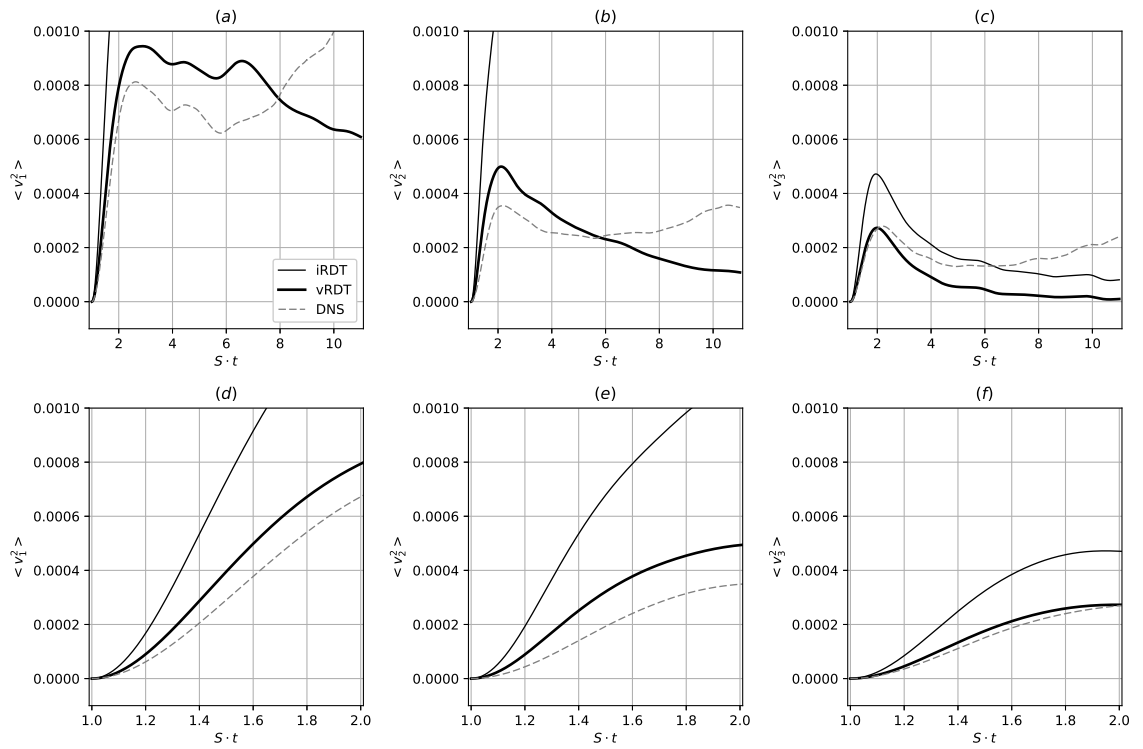 (a)
0.0010
0.0008
0.0006
0.0004
0.0002
0.0000
< v₁² >
2 4 6 8 10
S · t
iRDT
vRDT
DNS
(b)
0.0010
0.0008
0.0006
0.0004
0.0002
0.0000
< v₂² >
2 4 6 8 10
S · t
(c)
0.0010
0.0008
0.0006
0.0004
0.0002
0.0000
< v₃² >
2 4 6 8 10
S · t
(d)
0.0010
0.0008
0.0006
0.0004
0.0002
0.0000
< v₁² >
1.0 1.2 1.4 1.6 1.8 2.0
S · t
(e)
0.0010
0.0008
0.0006
0.0004
0.0002
0.0000
< v₂² >
1.0 1.2 1.4 1.6 1.8 2.0
S · t
(f)
0.0010
0.0008
0.0006
0.0004
0.0002
0.0000
< v₃² >
1.0 1.2 1.4 1.6 1.8 2.0
S · t